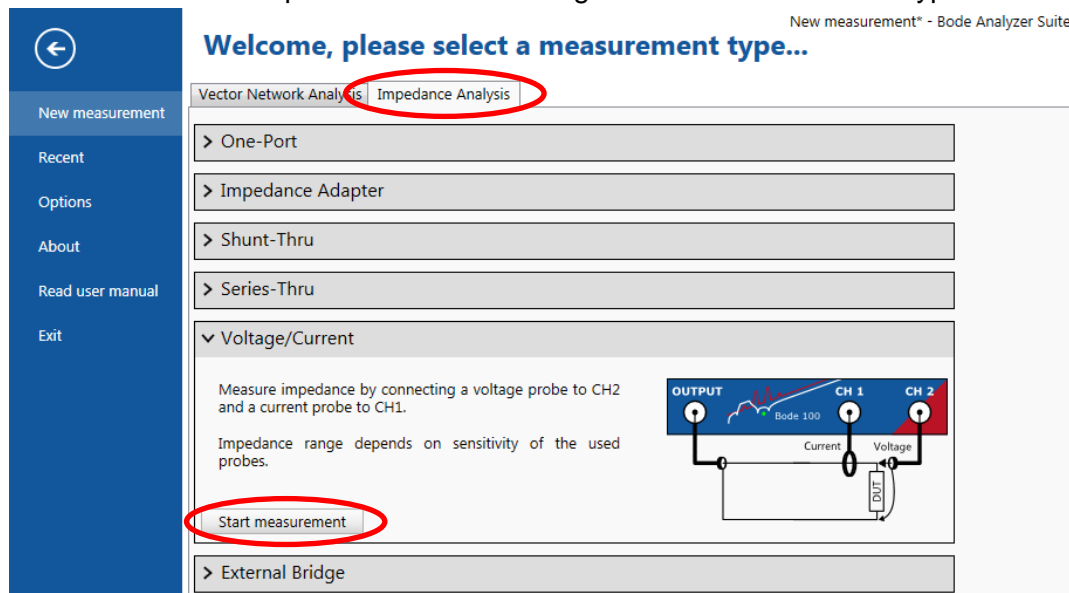 New measurement* - Bode Analyzer Suite
Welcome, please select a measurement type...
Vector Network Analysis Impedance Analysis
New measurement
Recent
Options
About
Read user manual
Exit
One-Port
Impedance Adapter
Shunt-Thru
Series-Thru
Voltage/Current
Measure impedance by connecting a voltage probe to CH2
and a current probe to CH1.
Impedance range depends on sensitivity of the used
probes.
OUTPUT CH 1 CH 2
Bode 100
Current Voltage
DUT
Start measurement
External Bridge